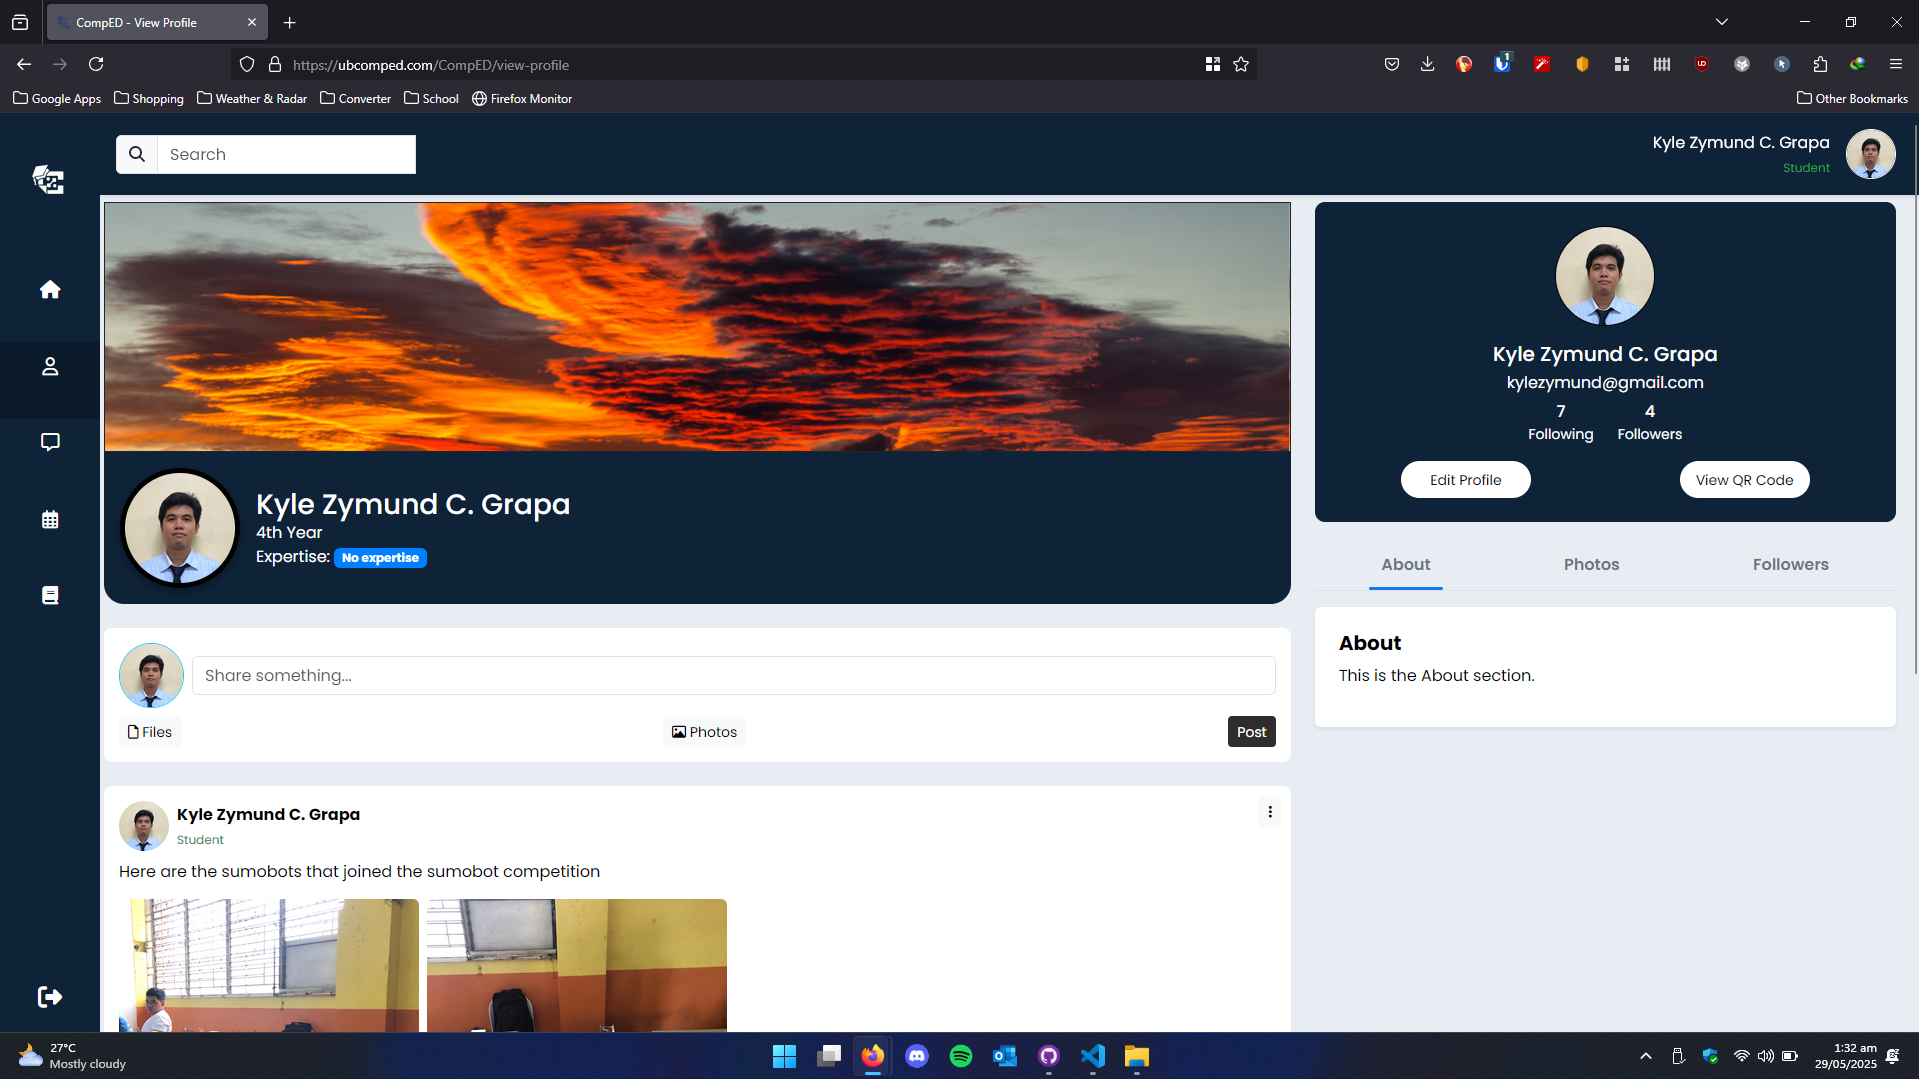 CompED - View Profile
https://ubcomped.com/CompED/view-profile
1
UD
Google Apps
Shopping
Weather & Radar
Converter
School
Firefox Monitor
Other Bookmarks
Search
Kyle Zymund C. Grapa
Student
Kyle Zymund C. Grapa
4th Year
Expertise: No expertise
Share something...
Files
Photos
Post
Kyle Zymund C. Grapa
Student
Here are the sumobots that joined the sumobot competition
Kyle Zymund C. Grapa
kylezymund@gmail.com
7
Following
4
Followers
Edit Profile
View QR Code
About
Photos
Followers
About
This is the About section.
27°C
Mostly cloudy
1:32 am
29/05/2025